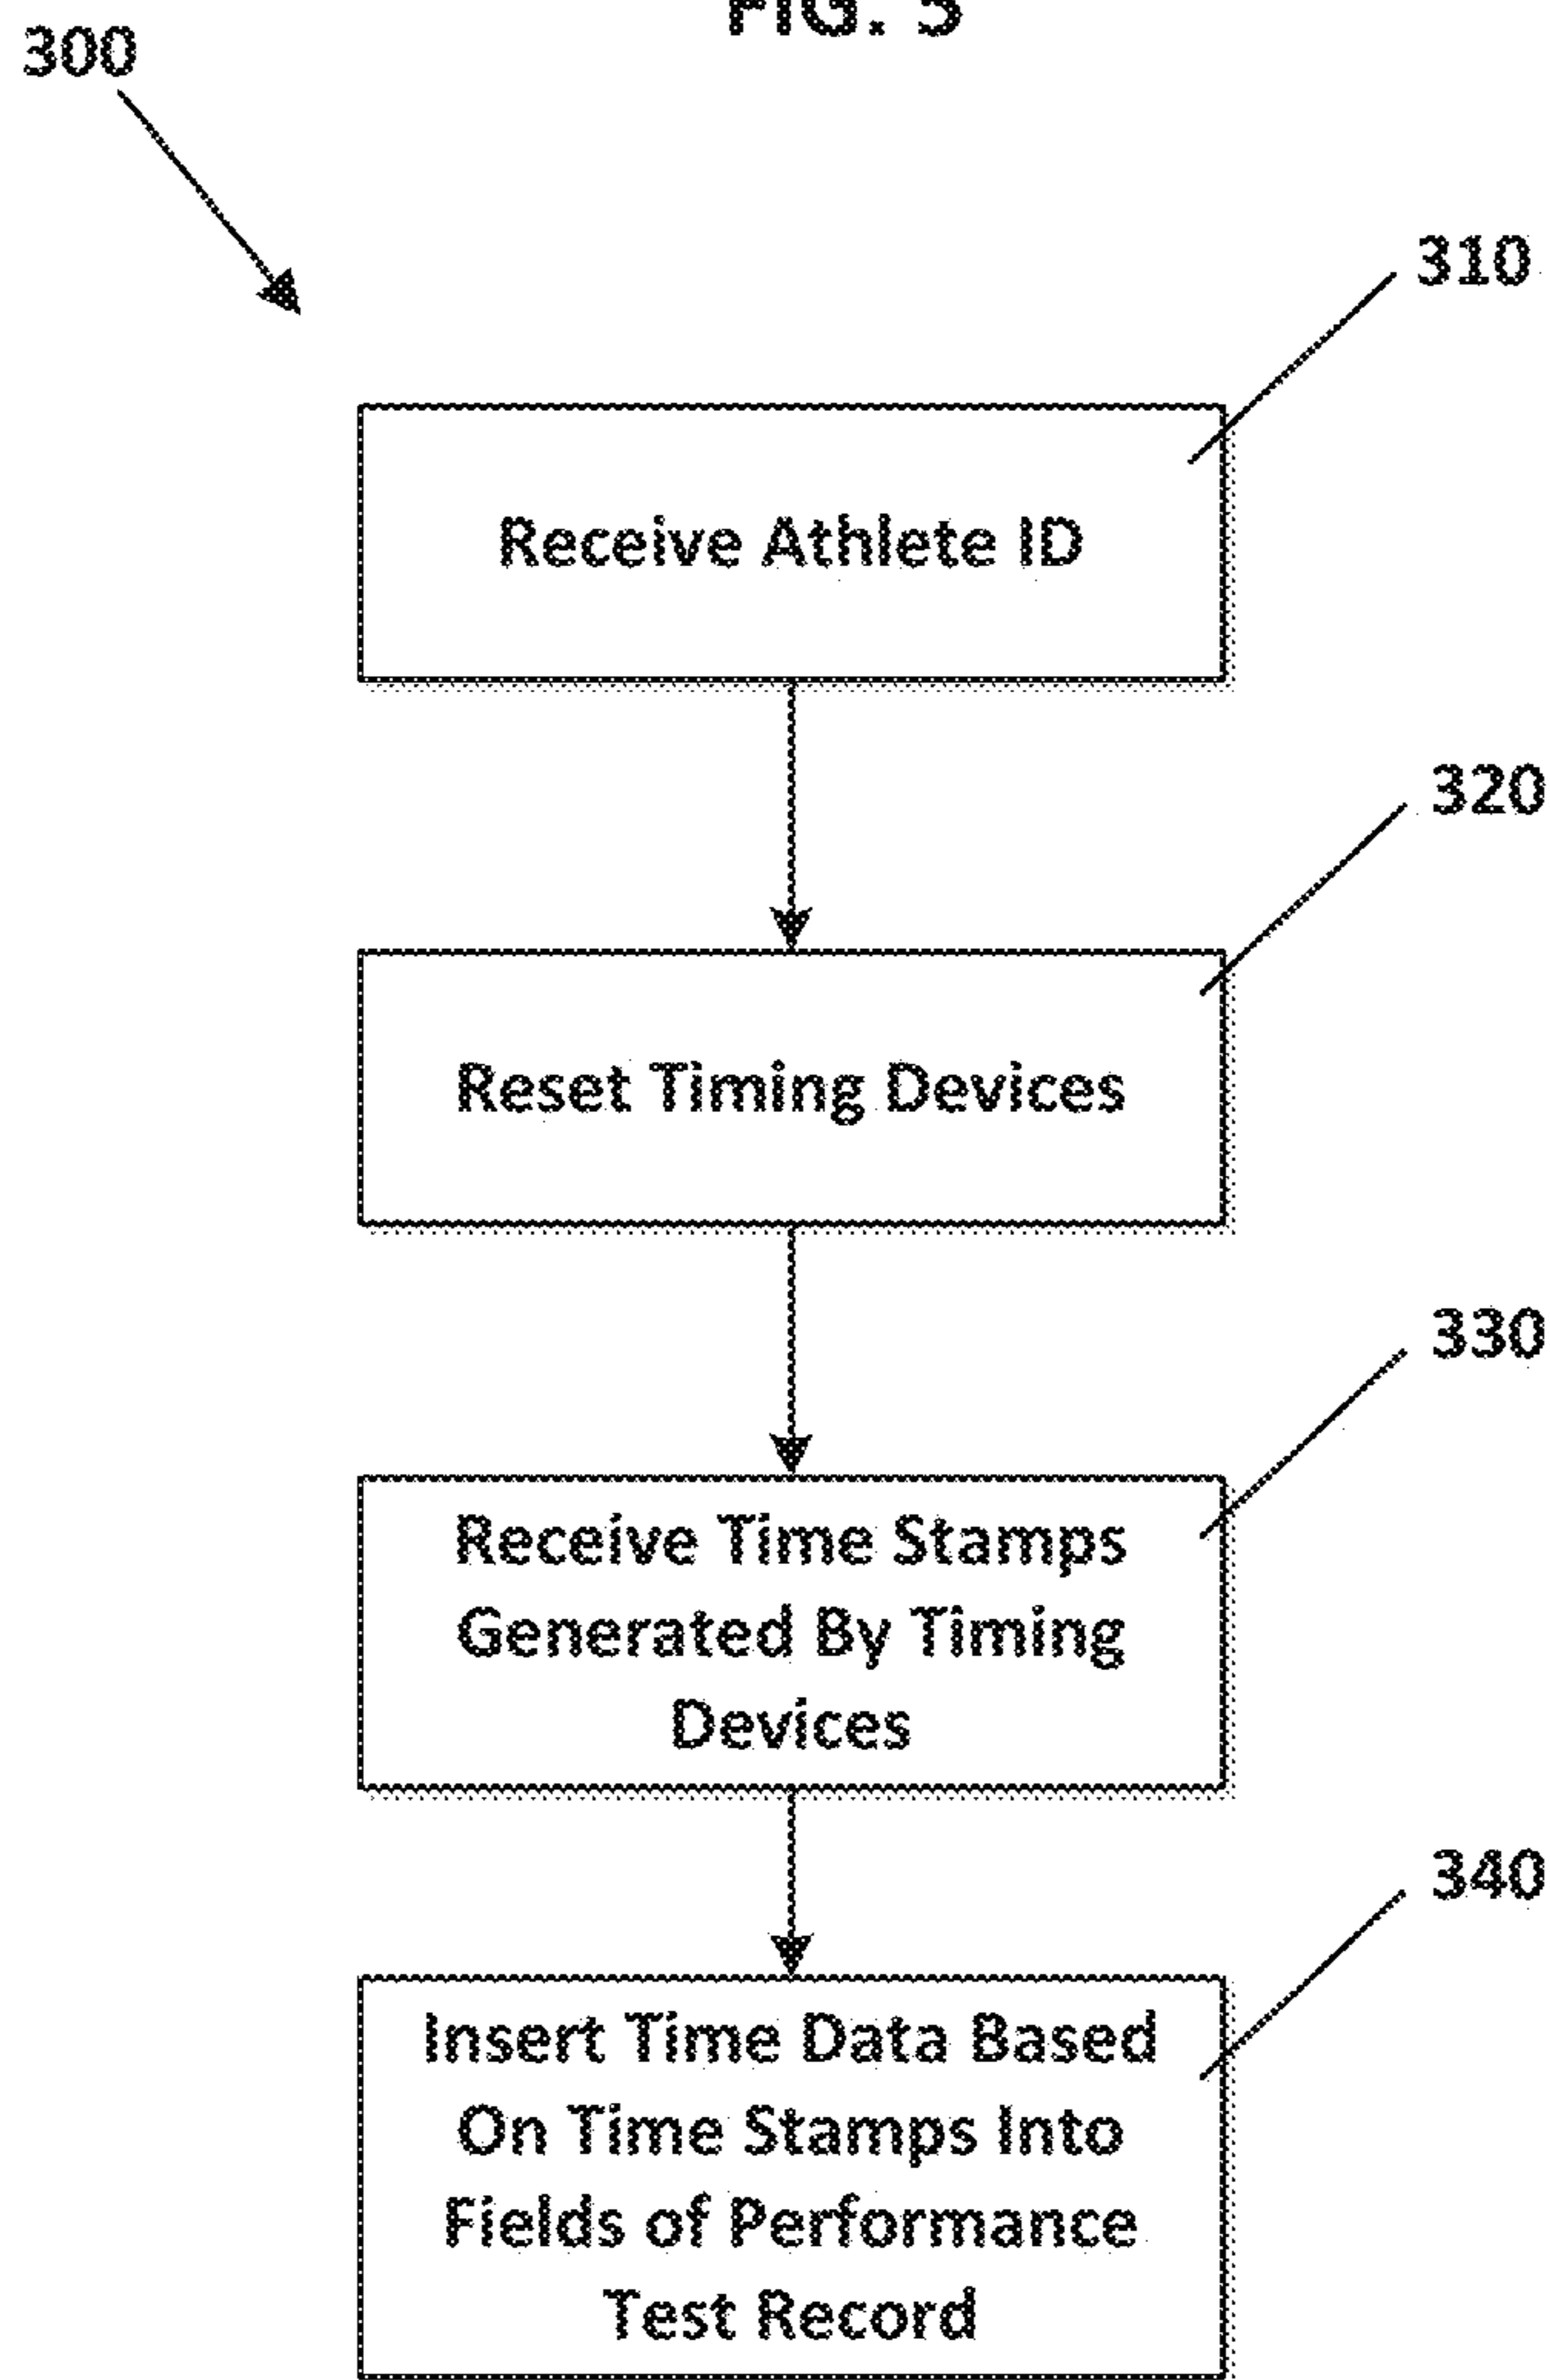 FIG.
300
310
Receive Athlete ID
320
Reset Timing Devices
330
Receive Time Stamps
Generated By Timing
Devices
340
Insert Time Data Based
On Time Stamps Into
Fields of Performance
Test Record